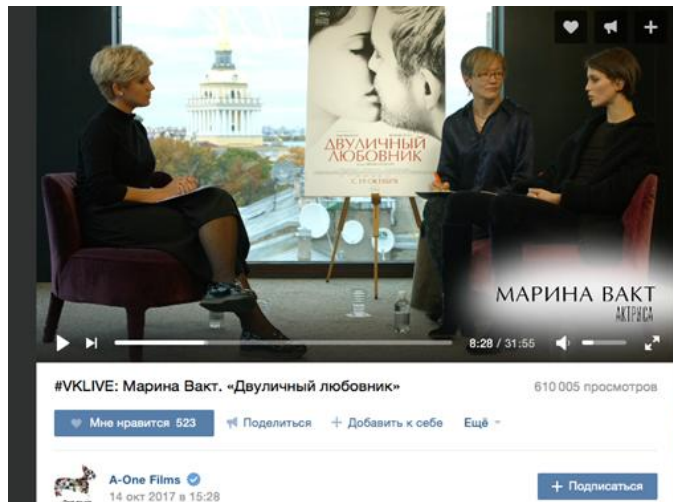 ДВУЛИЧНЫЙ
ЛЮБОВНИК
С 19 ОКТЯБРЯ
МАРИНА ВАКТ
АКТРИСА
8:28 / 31:55
#VKLIVE: Марина Вакт. «Двуличный любовник»
610 005 просмотров
Мне нравится 523
Поделиться
Добавить к себе
Ещё
A-One Films
14 окт 2017 в 15:28
Подписаться